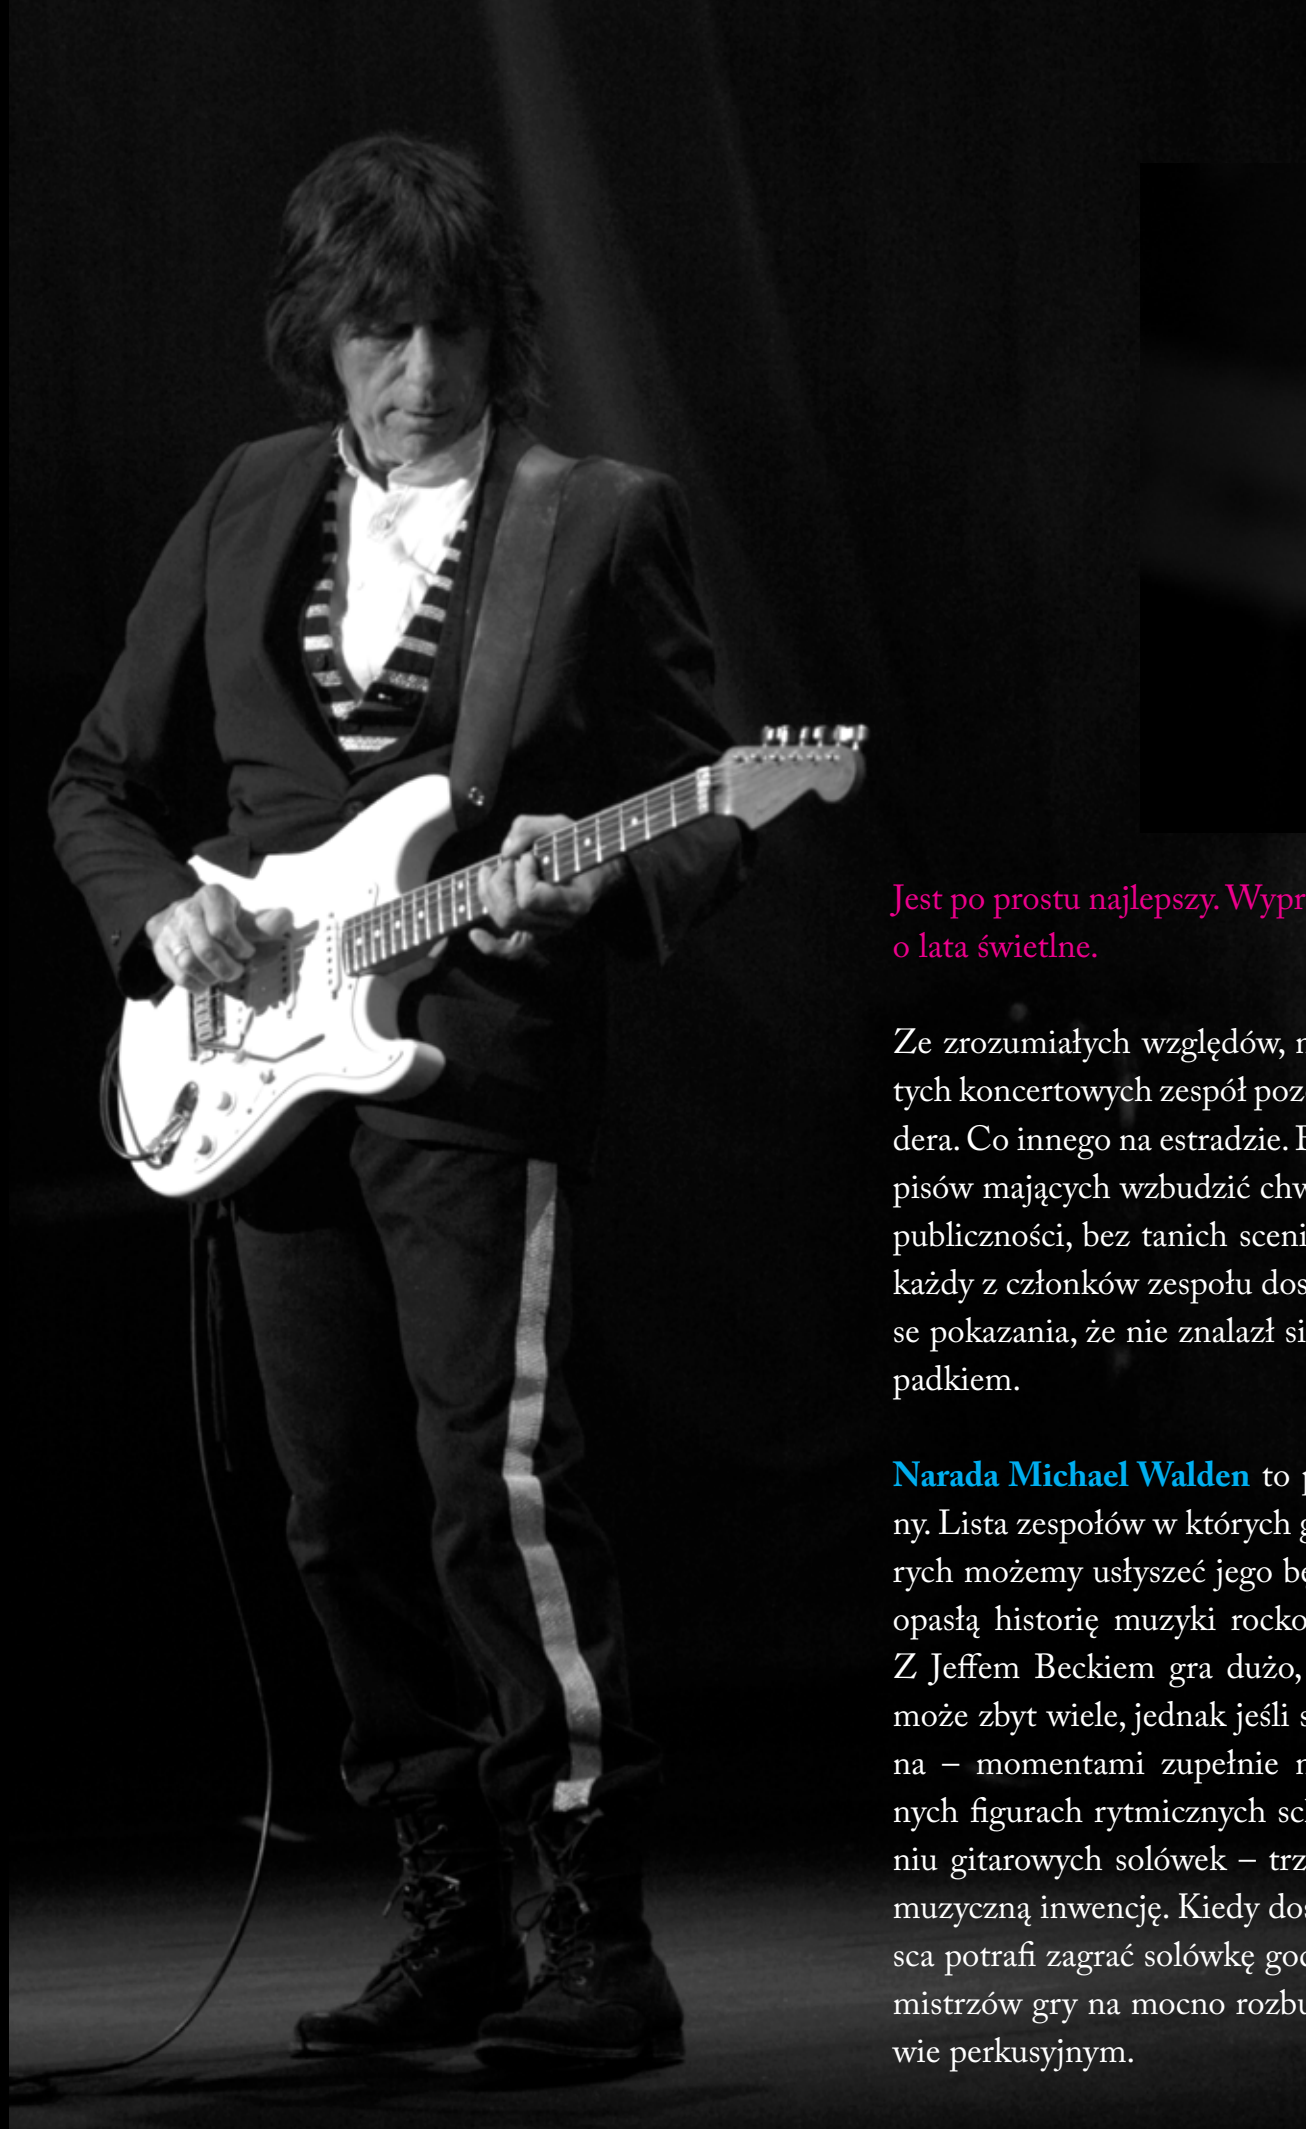 Jest po prostu najlepszy. Wypr
o lata świetlne.
Ze zrozumiałych względów, n
tych koncertowych zespół poz
dera. Co innego na estradzie.
pisów mających wzbudzić chw
publiczności, bez tanich sceni
każdy z członków zespołu dos
se pokazania, że nie znalazł si
padkiem.
Narada Michael Walden to p
ny. Lista zespołów w których g
rych możemy usłyszeć jego be
opasłą historię muzyki rocko
Z Jeffem Beckiem gra dużo,
może zbyt wiele, jednak jeśli s
na – momentami zupełnie n
nych figurach rytmicznych sch
niu gitarowych solówek – trz
muzyczną inwencję. Kiedy dos
sca potrafi zagrać solówkę god
mistrzów gry na mocno rozbu
wie perkusyjnym.